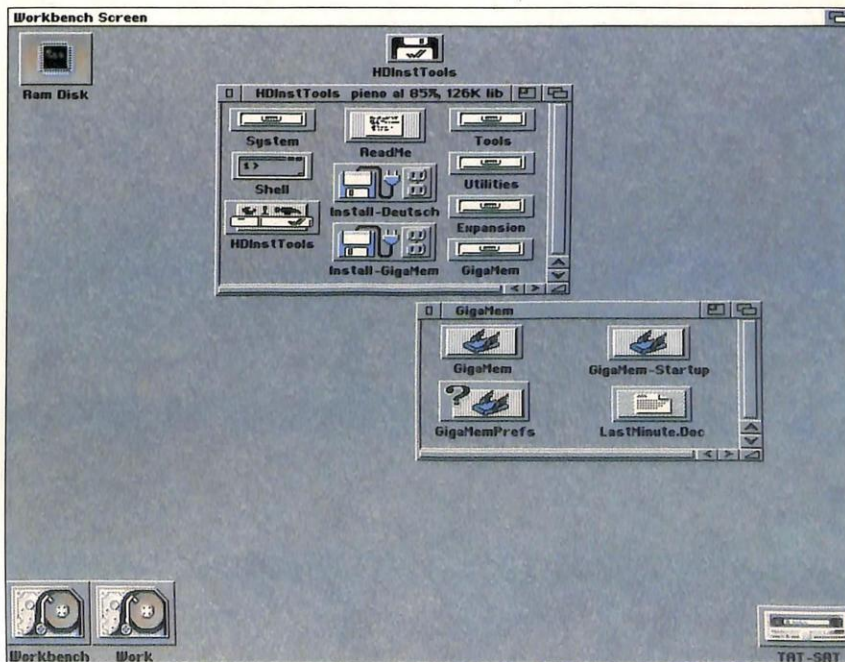 Workbench Screen
Ram Disk
HDInstTools
HDInstTools pieno al 85%, 126K lib
System
ReadMe
Tools
Shell
Install-Deutsch
Utilities
HDInstTools
Install-GigaMem
Expansion
GigaMem
GigaMem
GigaMem
GigaMem-Startup
GigaMemPrefs
LastMinute.Doc
Workbench
Work
TAT-SAT